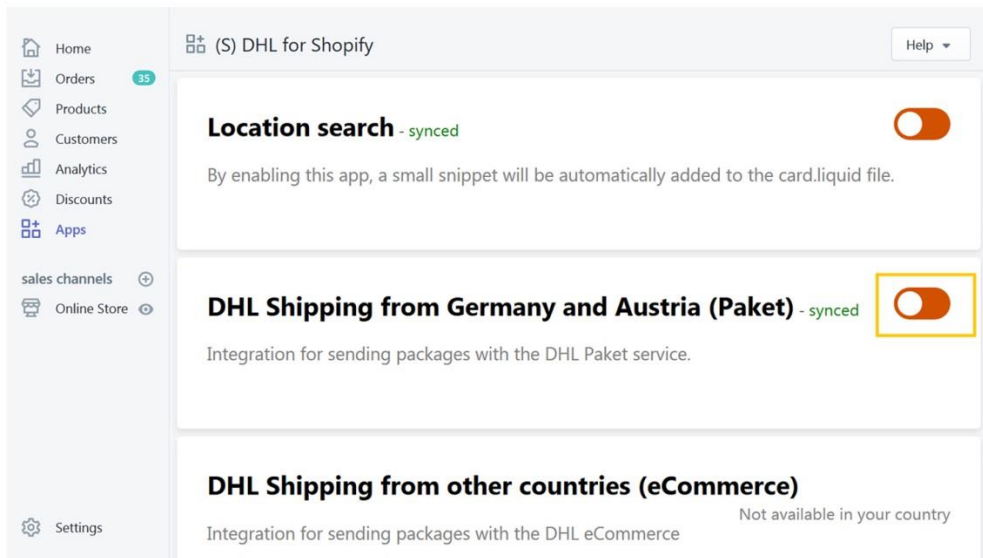 Home
Orders 35
Products
Customers
Analytics
Discounts
Apps
sales channels
Online Store
Settings
(S) DHL for Shopify
Help
Location search - synced
By enabling this app, a small snippet will be automatically added to the card.liquid file.
DHL Shipping from Germany and Austria (Paket) - synced
Integration for sending packages with the DHL Paket service.
DHL Shipping from other countries (eCommerce)
Not available in your country
Integration for sending packages with the DHL eCommerce